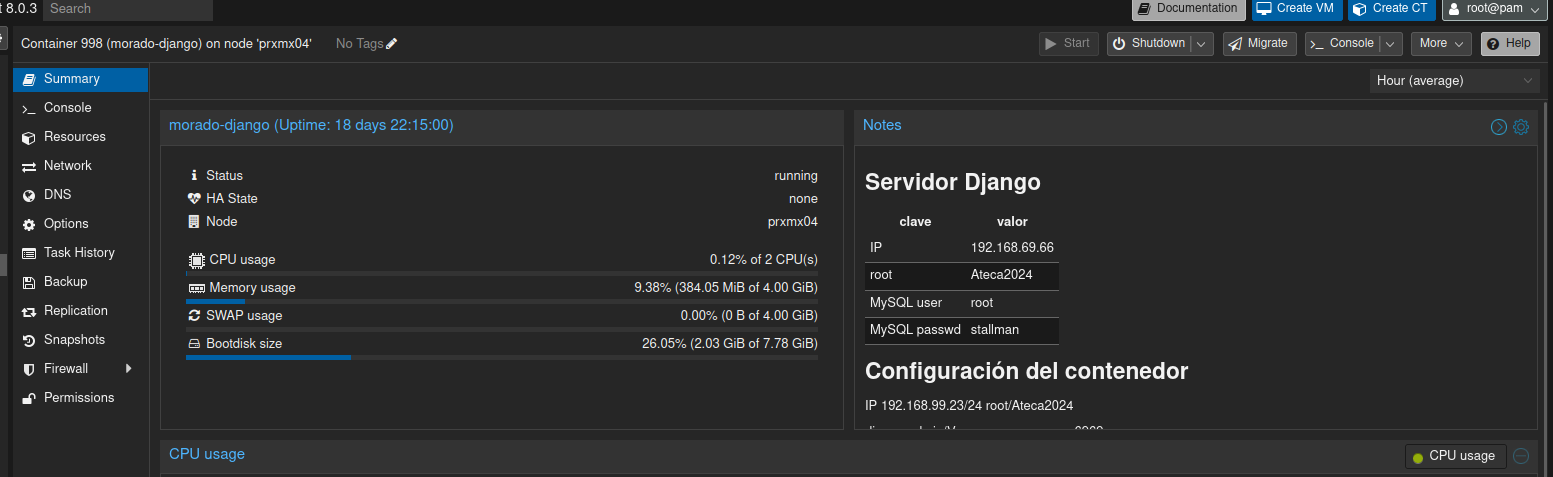 t 8.0.3 Search Documentation Create VM Create CT root@pam
Container 998 (morado-django) on node 'prxmx04' No Tags Start Shutdown Migrate Console More Help
Summary
Hour (average)
Console
Resources
Network
DNS
Options
Task History
Backup
Replication
Snapshots
Firewall
Permissions
morado-django (Uptime: 18 days 22:15:00)
Status running
HA State none
Node prxmx04
CPU usage 0.12% of 2 CPU(s)
Memory usage 9.38% (384.05 MiB of 4.00 GiB)
SWAP usage 0.00% (0 B of 4.00 GiB)
Bootdisk size 26.05% (2.03 GiB of 7.78 GiB)
Notes
Servidor Django
clave valor
IP 192.168.69.66
root Ateca2024
MySQL user root
MySQL passwd stallman
Configuración del contenedor
IP 192.168.99.23/24 root/Ateca2024
CPU usage
CPU usage